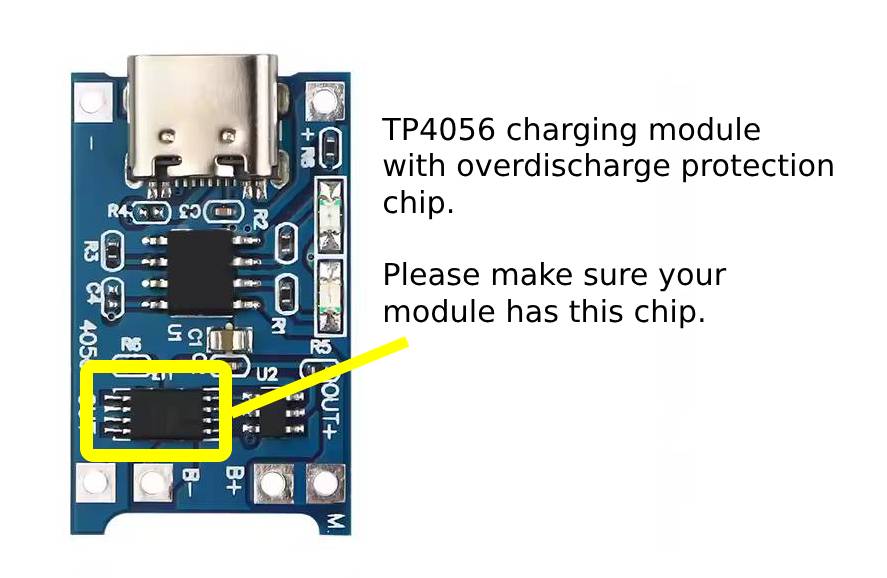 TP4056 charging module
with overdischarge protection
chip.
Please make sure your
module has this chip.
-
+
R8
R4
C3
R2
R3
C4
R1
U1
C1
R6
R5
U2
OUT+
B-
B+
M.